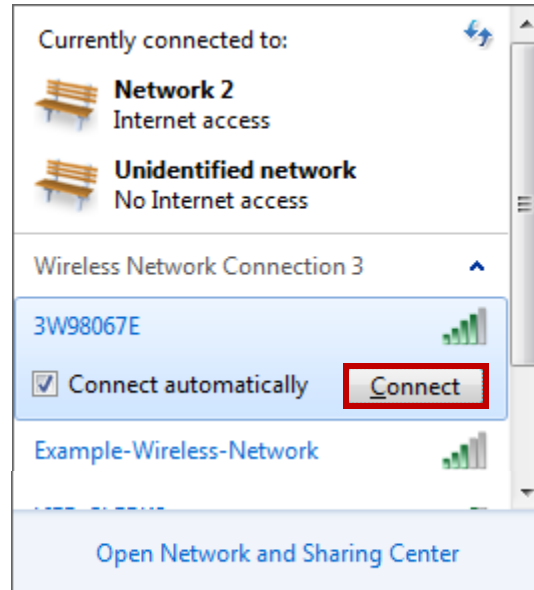 Currently connected to:
Network 2
Internet access
Unidentified network
No Internet access
Wireless Network Connection 3
3W98067E
Connect automatically
Connect
Example-Wireless-Network
Open Network and Sharing Center